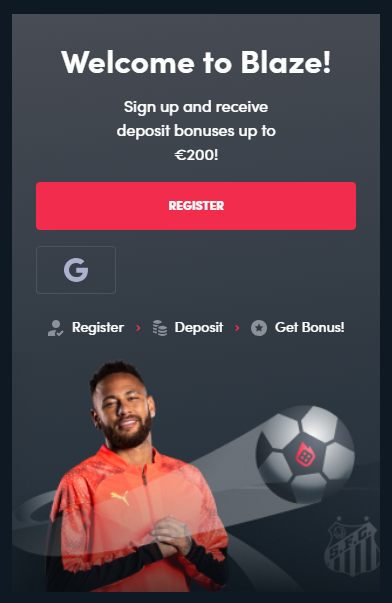 Welcome to Blaze!
Sign up and receive
deposit bonuses up to
€200!
REGISTER
G
Register > Deposit > Get Bonus!
S.F.C.